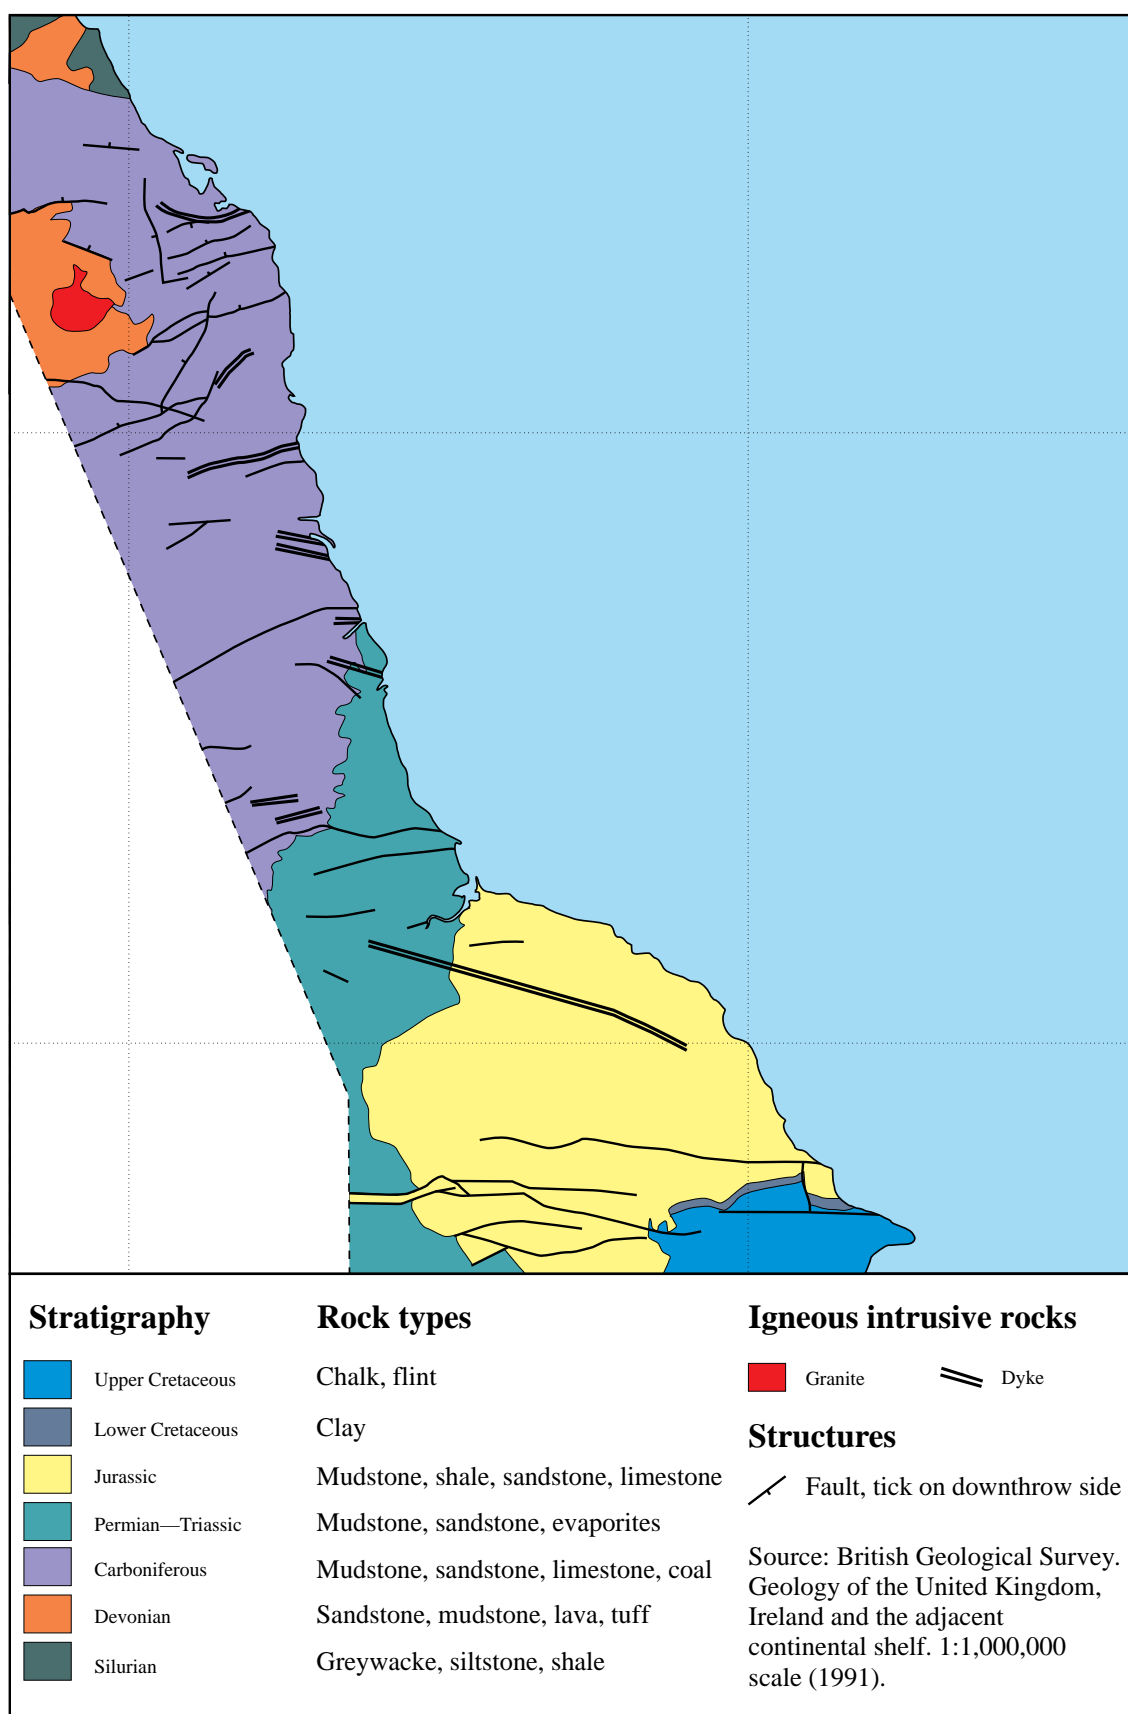 Stratigraphy
Rock types
Upper Cretaceous
Chalk, flint
Lower Cretaceous
Clay
Jurassic
Mudstone, shale, sandstone, limestone
Permian—Triassic
Mudstone, sandstone, evaporites
Carboniferous
Mudstone, sandstone, limestone, coal
Devonian
Sandstone, mudstone, lava, tuff
Silurian
Greywacke, siltstone, shale
Igneous intrusive rocks
Granite
Dyke
Structures
Fault, tick on downthrow side
Source: British Geological Survey.
Geology of the United Kingdom,
Ireland and the adjacent
continental shelf. 1:1,000,000
scale (1991).